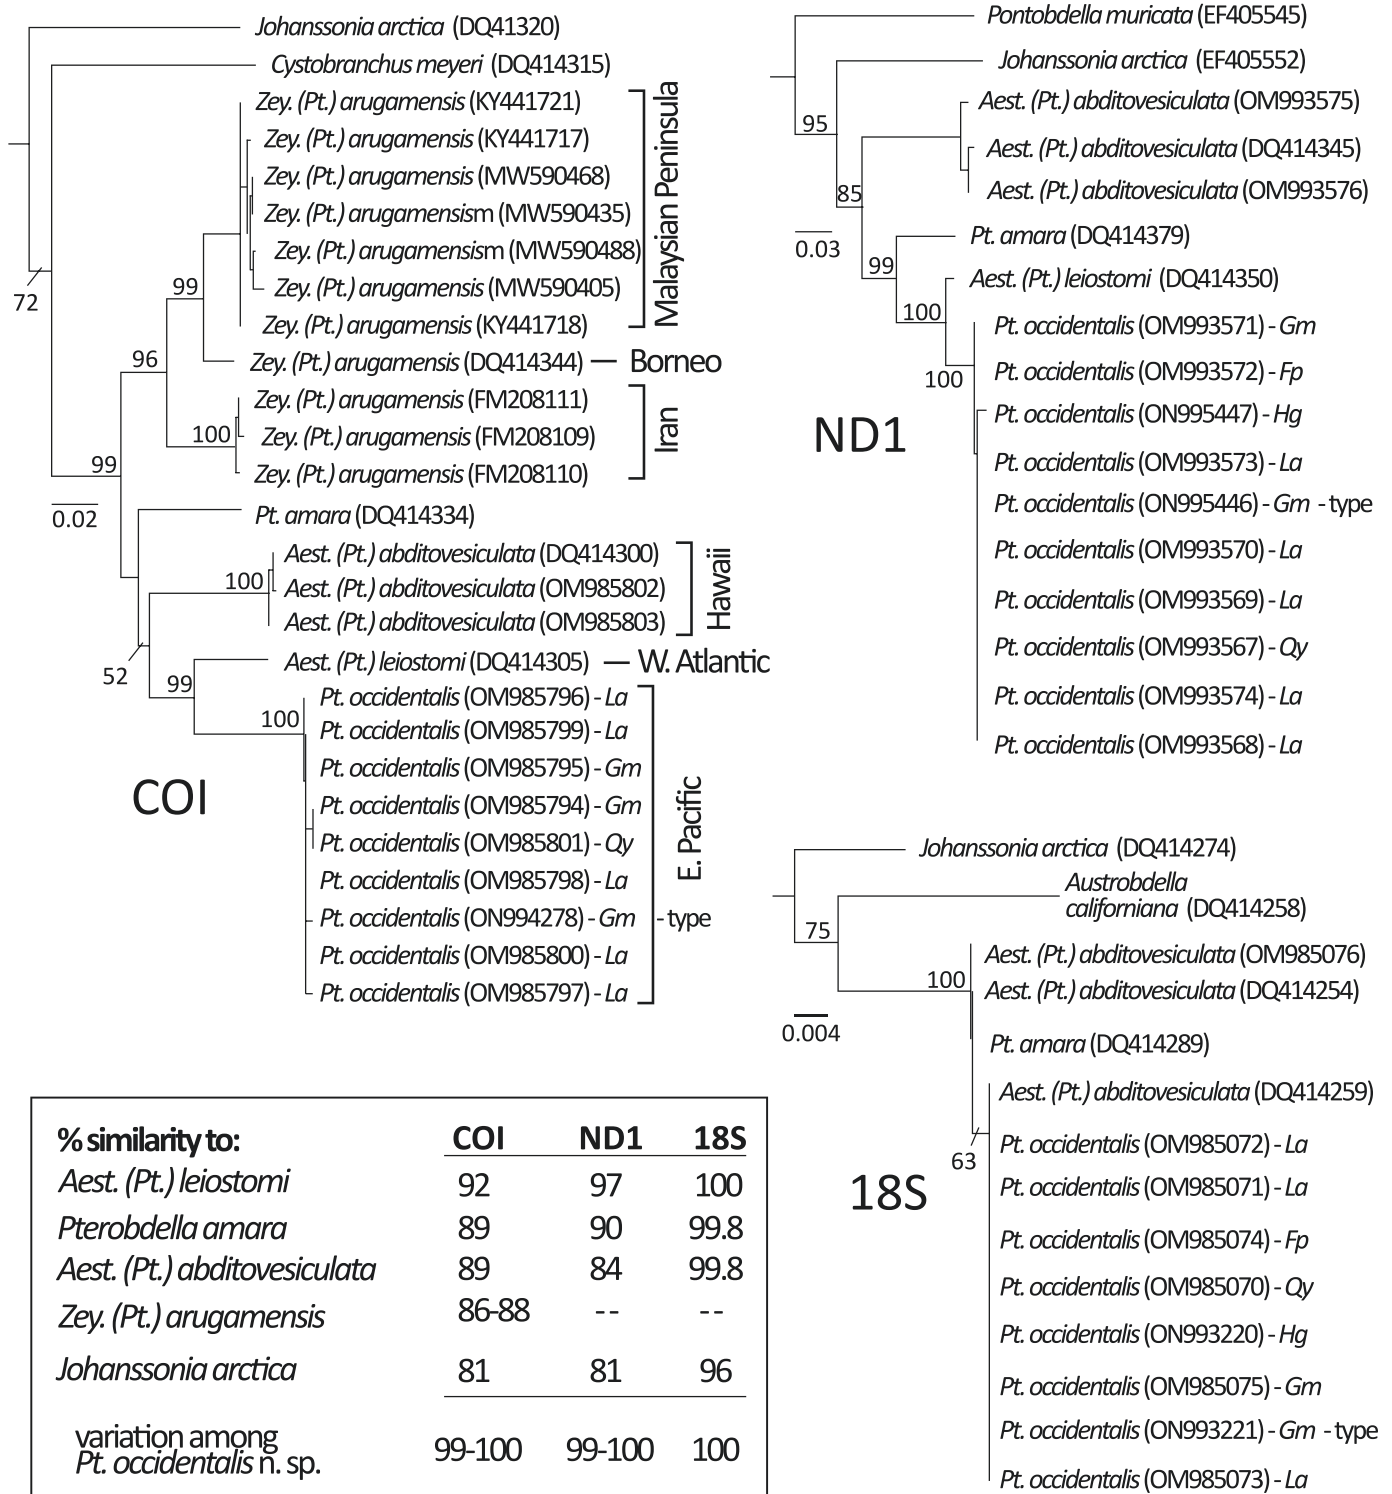 Johanssonia arctica (DQ41320)
Cystobranchus meyeri (DQ414315)
Zey. (Pt.) arugamensis (KY441721)
Zey. (Pt.) arugamensis (KY441717)
Zey. (Pt.) arugamensis (MW590468)
Zey. (Pt.) arugamensism (MW590435)
Zey. (Pt.) arugamensism (MW590488)
Zey. (Pt.) arugamensis (MW590405)
Zey. (Pt.) arugamensis (KY441718)
Malaysian Peninsula
Zey. (Pt.) arugamensis (DQ414344) — Borneo
Zey. (Pt.) arugamensis (FM208111)
Zey. (Pt.) arugamensis (FM208109)
Zey. (Pt.) arugamensis (FM208110)
Iran
Pt. amara (DQ414334)
Aest. (Pt.) abditovesiculata (DQ414300)
Aest. (Pt.) abditovesiculata (OM985802)
Aest. (Pt.) abditovesiculata (OM985803)
Hawaii
Aest. (Pt.) leiostomi (DQ414305) — W. Atlantic
Pt. occidentalis (OM985796) - La
Pt. occidentalis (OM985799) - La
Pt. occidentalis (OM985795) - Gm
Pt. occidentalis (OM985794) - Gm
Pt. occidentalis (OM985801) - Qy
Pt. occidentalis (OM985798) - La
Pt. occidentalis (ON994278) - Gm - type
Pt. occidentalis (OM985800) - La
Pt. occidentalis (OM985797) - La
E. Pacific
72
99
96
99
100
0.02
100
52
99
100
COI
Pontobdella muricata (EF405545)
Johanssonia arctica (EF405552)
Aest. (Pt.) abditovesiculata (OM993575)
Aest. (Pt.) abditovesiculata (DQ414345)
Aest. (Pt.) abditovesiculata (OM993576)
Pt. amara (DQ414379)
Aest. (Pt.) leiostomi (DQ414350)
Pt. occidentalis (OM993571) - Gm
Pt. occidentalis (OM993572) - Fp
Pt. occidentalis (ON995447) - Hg
Pt. occidentalis (OM993573) - La
Pt. occidentalis (ON995446) - Gm - type
Pt. occidentalis (OM993570) - La
Pt. occidentalis (OM993569) - La
Pt. occidentalis (OM993567) - Qy
Pt. occidentalis (OM993574) - La
Pt. occidentalis (OM993568) - La
95
85
0.03
99
100
100
ND1
Johanssonia arctica (DQ414274)
Austrobdella
californiana (DQ414258)
Aest. (Pt.) abditovesiculata (OM985076)
Aest. (Pt.) abditovesiculata (DQ414254)
Pt. amara (DQ414289)
Aest. (Pt.) abditovesiculata (DQ414259)
Pt. occidentalis (OM985072) - La
Pt. occidentalis (OM985071) - La
Pt. occidentalis (OM985074) - Fp
Pt. occidentalis (OM985070) - Qy
Pt. occidentalis (ON993220) - Hg
Pt. occidentalis (OM985075) - Gm
Pt. occidentalis (ON993221) - Gm - type
Pt. occidentalis (OM985073) - La
75
100
0.004
63
18S
% similarity to: COI ND1 18S
Aest. (Pt.) leiostomi 92 97 100
Pterobdella amara 89 90 99.8
Aest. (Pt.) abditovesiculata 89 84 99.8
Zey. (Pt.) arugamensis 86-88 -- --
Johanssonia arctica 81 81 96
variation among
Pt. occidentalis n. sp. 99-100 99-100 100